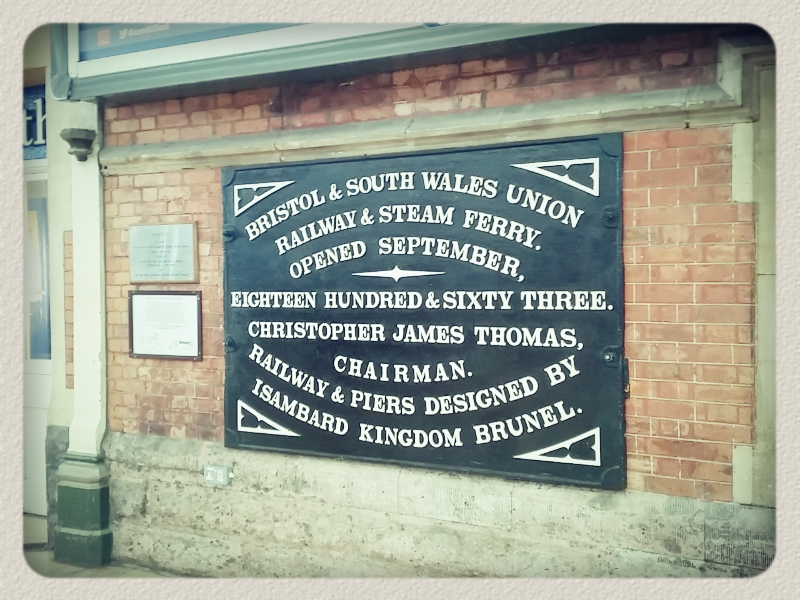 BRISTOL & SOUTH WALES UNION
RAILWAY & STEAM FERRY.
OPENED SEPTEMBER,
EIGHTEEN HUNDRED & SIXTY THREE.
CHRISTOPHER JAMES THOMAS,
CHAIRMAN.
RAILWAY & PIERS DESIGNED BY
ISAMBARD KINGDOM BRUNEL.
th